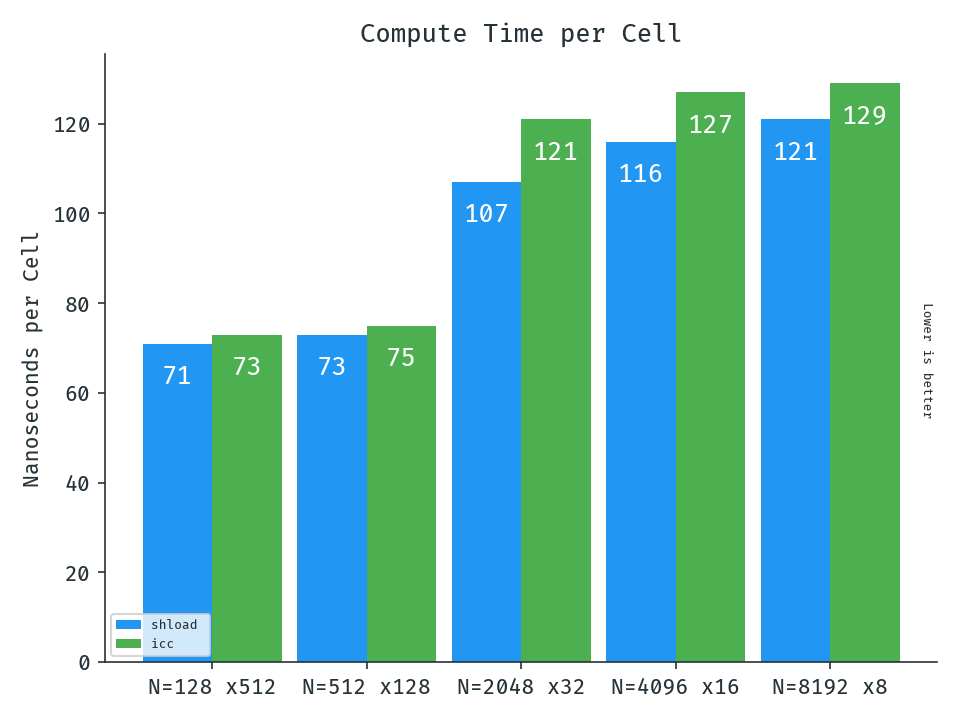 Compute Time per Cell
Nanoseconds per Cell
120
100
80
60
40
20
0
71
73
73
75
107
121
116
127
121
129
shload
icc
N=128 x512
N=512 x128
N=2048 x32
N=4096 x16
N=8192 x8
Lower is better